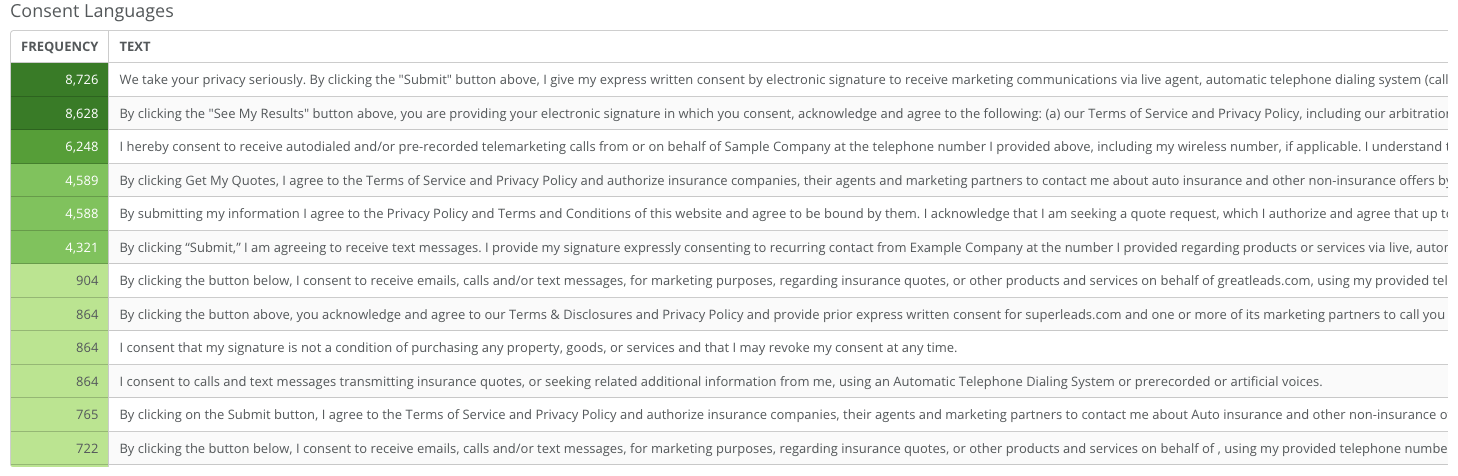 Consent Languages
FREQUENCY TEXT
8,726 We take your privacy seriously. By clicking the "Submit" button above, I give my express written consent by electronic signature to receive marketing communications via live agent, automatic telephone dialing system (call
8,628 By clicking the "See My Results" button above, you are providing your electronic signature in which you consent, acknowledge and agree to the following: (a) our Terms of Service and Privacy Policy, including our arbitration
6,248 I hereby consent to receive autodialed and/or pre-recorded telemarketing calls from or on behalf of Sample Company at the telephone number I provided above, including my wireless number, if applicable. I understand t
4,589 By clicking Get My Quotes, I agree to the Terms of Service and Privacy Policy and authorize insurance companies, their agents and marketing partners to contact me about auto insurance and other non-insurance offers by
4,588 By submitting my information I agree to the Privacy Policy and Terms and Conditions of this website and agree to be bound by them. I acknowledge that I am seeking a quote request, which I authorize and agree that up to
4,321 By clicking “Submit,” I am agreeing to receive text messages. I provide my signature expressly consenting to recurring contact from Example Company at the number I provided regarding products or services via live, autom
904 By clicking the button below, I consent to receive emails, calls and/or text messages, for marketing purposes, regarding insurance quotes, or other products and services on behalf of greatleads.com, using my provided tel
864 By clicking the button above, you acknowledge and agree to our Terms & Disclosures and Privacy Policy and provide prior express written consent for superleads.com and one or more of its marketing partners to call you
864 I consent that my signature is not a condition of purchasing any property, goods, or services and that I may revoke my consent at any time.
864 I consent to calls and text messages transmitting insurance quotes, or seeking related additional information from me, using an Automatic Telephone Dialing System or prerecorded or artificial voices.
765 By clicking on the Submit button, I agree to the Terms of Service and Privacy Policy and authorize insurance companies, their agents and marketing partners to contact me about Auto insurance and other non-insurance o
722 By clicking the button below, I consent to receive emails, calls and/or text messages, for marketing purposes, regarding insurance quotes, or other products and services on behalf of , using my provided telephone numbe